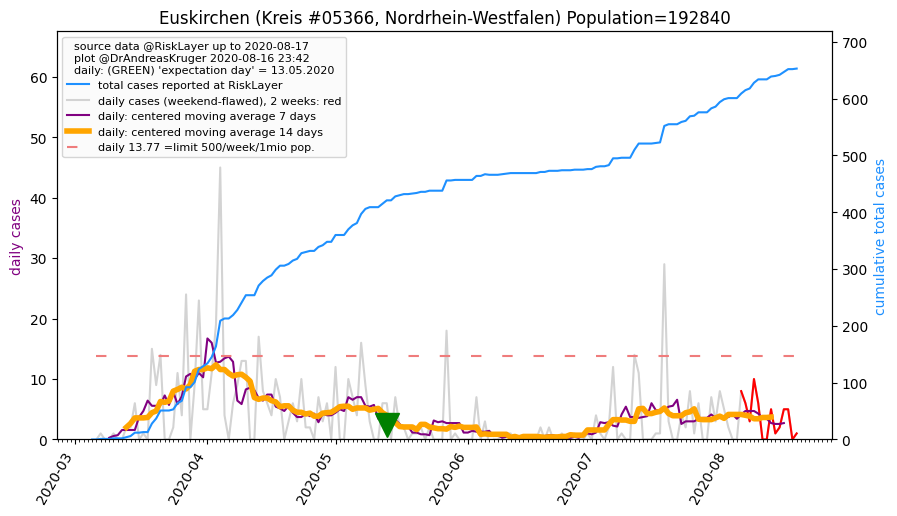 Euskirchen (Kreis #05366, Nordrhein-Westfalen) Population=192840
source data @RiskLayer up to 2020-08-17
plot @DrAndreasKruger 2020-08-16 23:42
daily: (GREEN) 'expectation day' = 13.05.2020
total cases reported at RiskLayer
daily cases (weekend-flawed), 2 weeks: red
daily: centered moving average 7 days
daily: centered moving average 14 days
daily 13.77 =limit 500/week/1mio pop.
daily cases
60
50
40
30
20
10
0
cumulative total cases
700
600
500
400
300
200
100
0
2020-03
2020-04
2020-05
2020-06
2020-07
2020-08